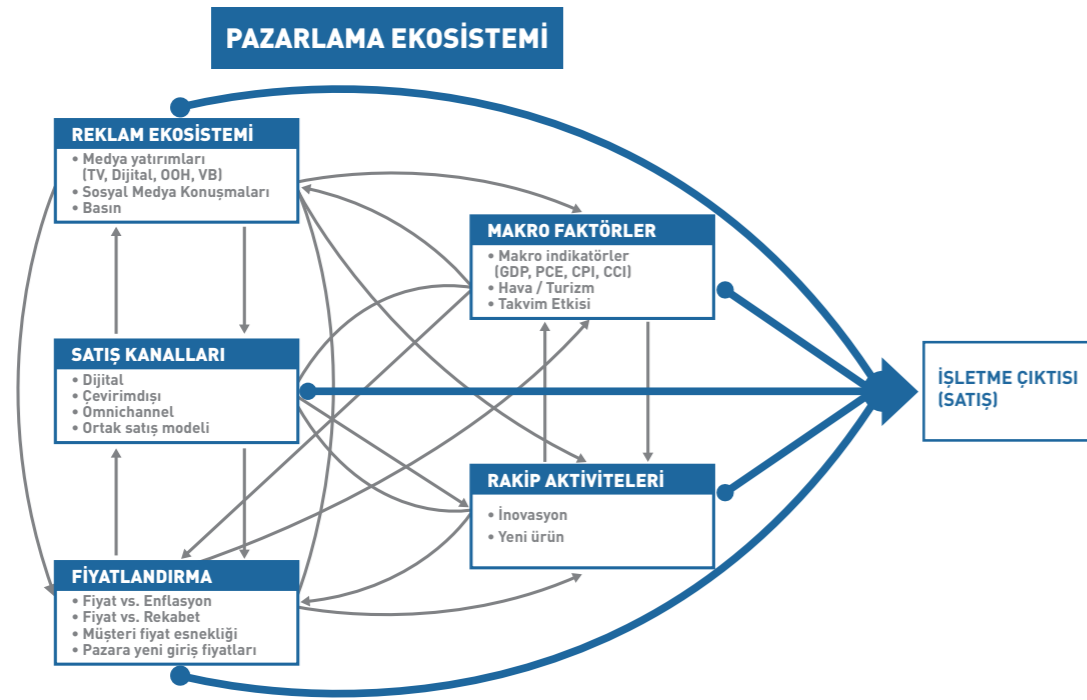 PAZARLAMA EKOSİSTEMİ
REKLAM EKOSİSTEMİ
• Medya yatırımları
(TV, Dijital, OOH, VB)
• Sosyal Medya Konuşmaları
• Basın
MAKRO FAKTÖRLER
• Makro indikatörler
(GDP, PCE, CPI, CCI)
• Hava / Turizm
• Takvim Etkisi
SATIŞ KANALLARI
• Dijital
• Çevirimdışı
• Omnichannel
• Ortak satış modeli
İŞLETME ÇIKTISI
(SATIŞ)
RAKİP AKTİVİTELERİ
• İnovasyon
• Yeni ürün
FİYATLANDIRMA
• Fiyat vs. Enflasyon
• Fiyat vs. Rekabet
• Müşteri fiyat esnekliği
• Pazara yeni giriş fiyatları